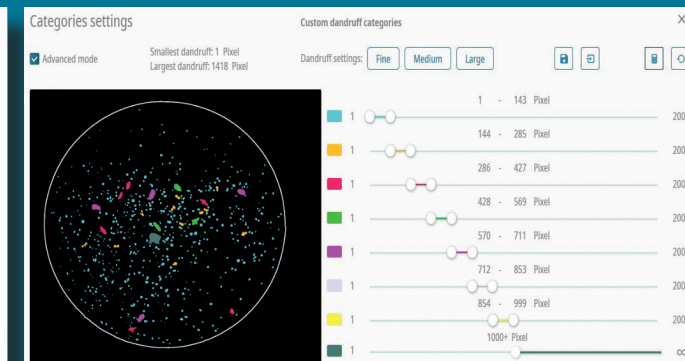 Categories settings
Custom dandruff categories
X
Advanced mode
Smallest dandruff: 1 Pixel
Largest dandruff: 1418 Pixel
Dandruff settings: Fine Medium Large
1 - 143 Pixel
1 200
144 - 285 Pixel
1 200
286 - 427 Pixel
1 200
428 - 569 Pixel
1 200
570 - 711 Pixel
1 200
712 - 853 Pixel
1 200
854 - 999 Pixel
1 200
1000+ Pixel
1 ∞